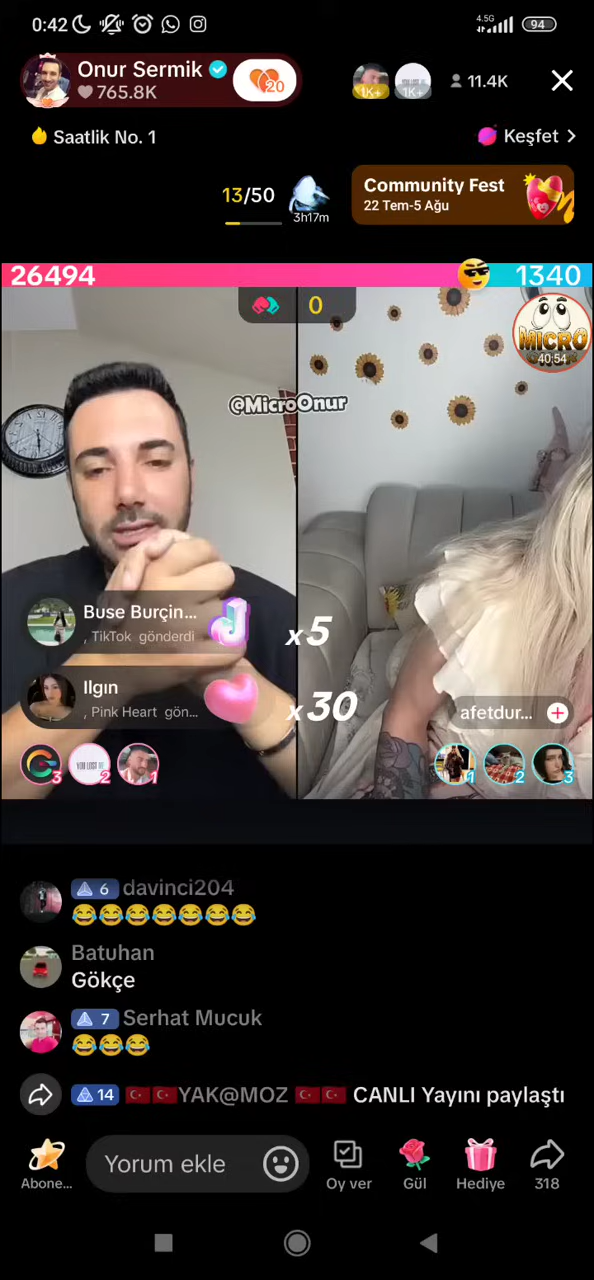 0:42
4.5G
94
Onur Sermik
765.8K
20
1K+
1K+
11.4K
Saatlik No. 1
Keşfet
13/50
3h17m
Community Fest
22 Tem-5 Ağu
26494
1340
0
MICRO
40:54
@MicroOnur
Buse Burçin...
, TikTok gönderdi
x5
Ilgın
, Pink Heart gön...
x30
afetdur...
3
YOU LOST ME
2
1
1
2
3
6 davinci204
😂😂😂😂😂😂😂
Batuhan
Gökçe
7 Serhat Mucuk
😂😂😂
14 🇹🇷🇹🇷YAK@MOZ 🇹🇷🇹🇷 CANLI Yayını paylaştı
Abone...
Yorum ekle
Oy ver
Gül
Hediye
318